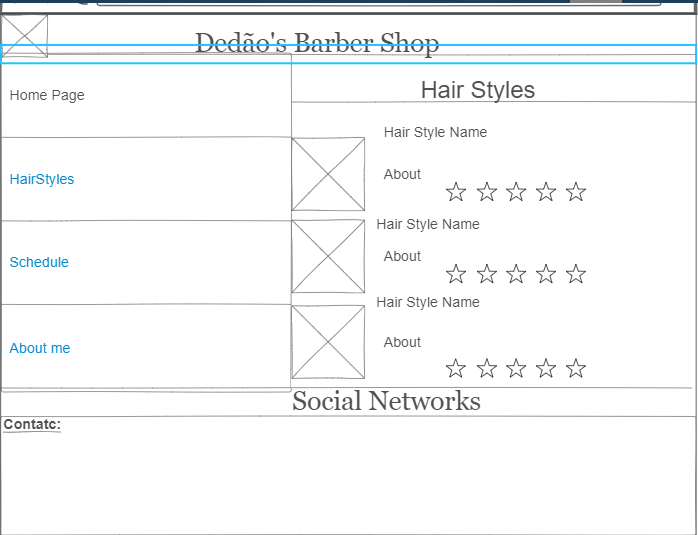 Dedão's Barber Shop
Home Page
HairStyles
Schedule
About me
Hair Styles
Hair Style Name
About
Hair Style Name
About
Hair Style Name
About
Social Networks
Contatc: